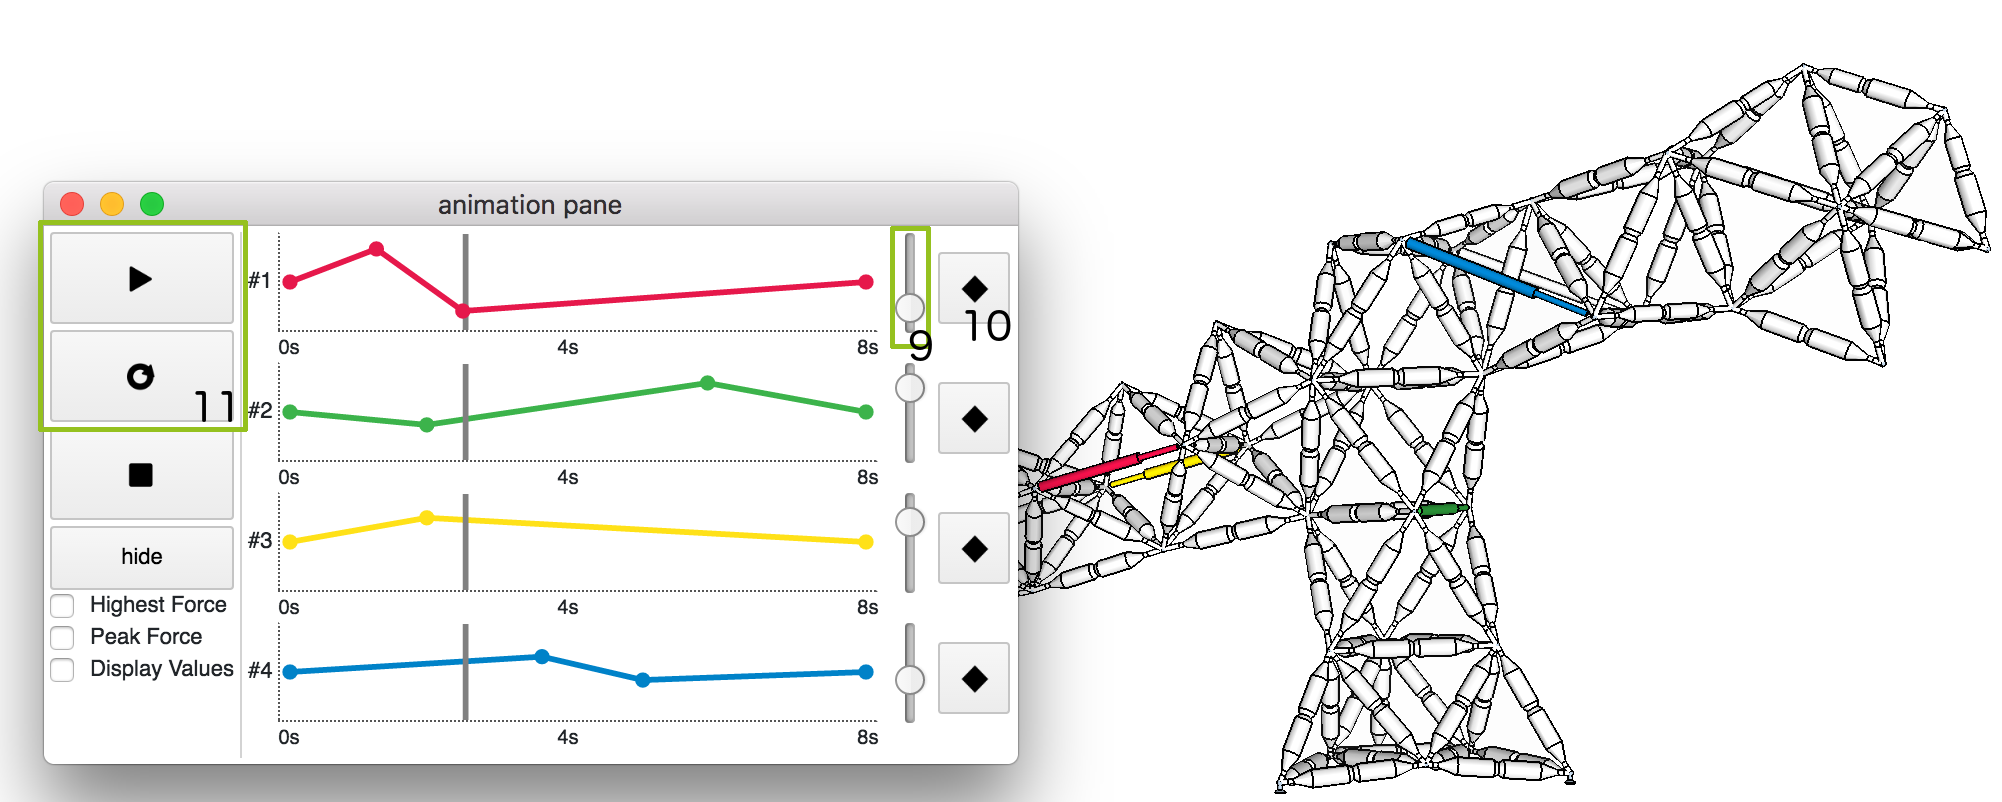 animation pane
#1
0s 4s 8s
9
10
11
#2
0s 4s 8s
#3
0s 4s 8s
hide
Highest Force
Peak Force
Display Values
#4
0s 4s 8s